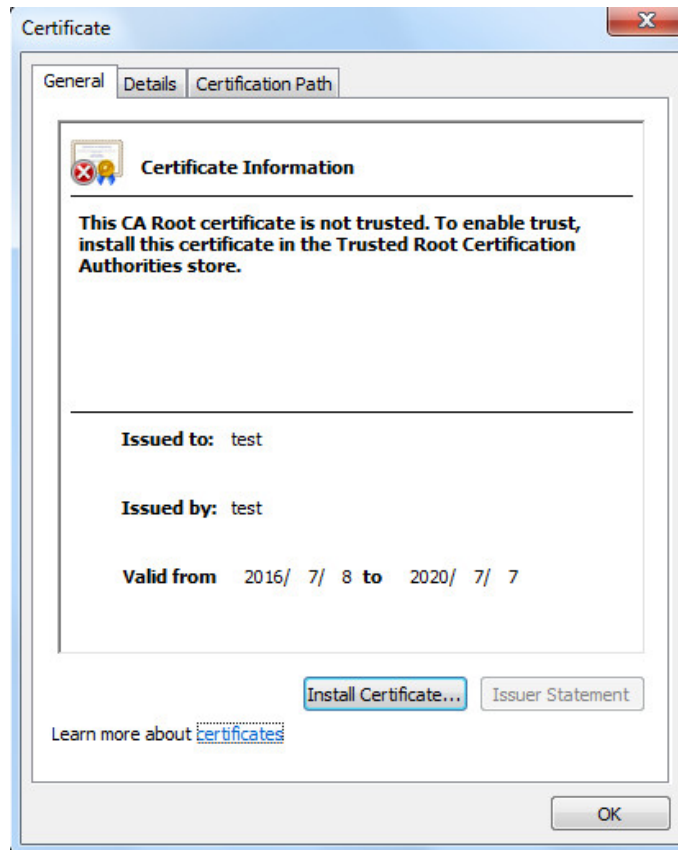 Certificate
General Details Certification Path
Certificate Information
This CA Root certificate is not trusted. To enable trust,
install this certificate in the Trusted Root Certification
Authorities store.
Issued to: test
Issued by: test
Valid from 2016/ 7/ 8 to 2020/ 7/ 7
Install Certificate... Issuer Statement
Learn more about certificates
OK